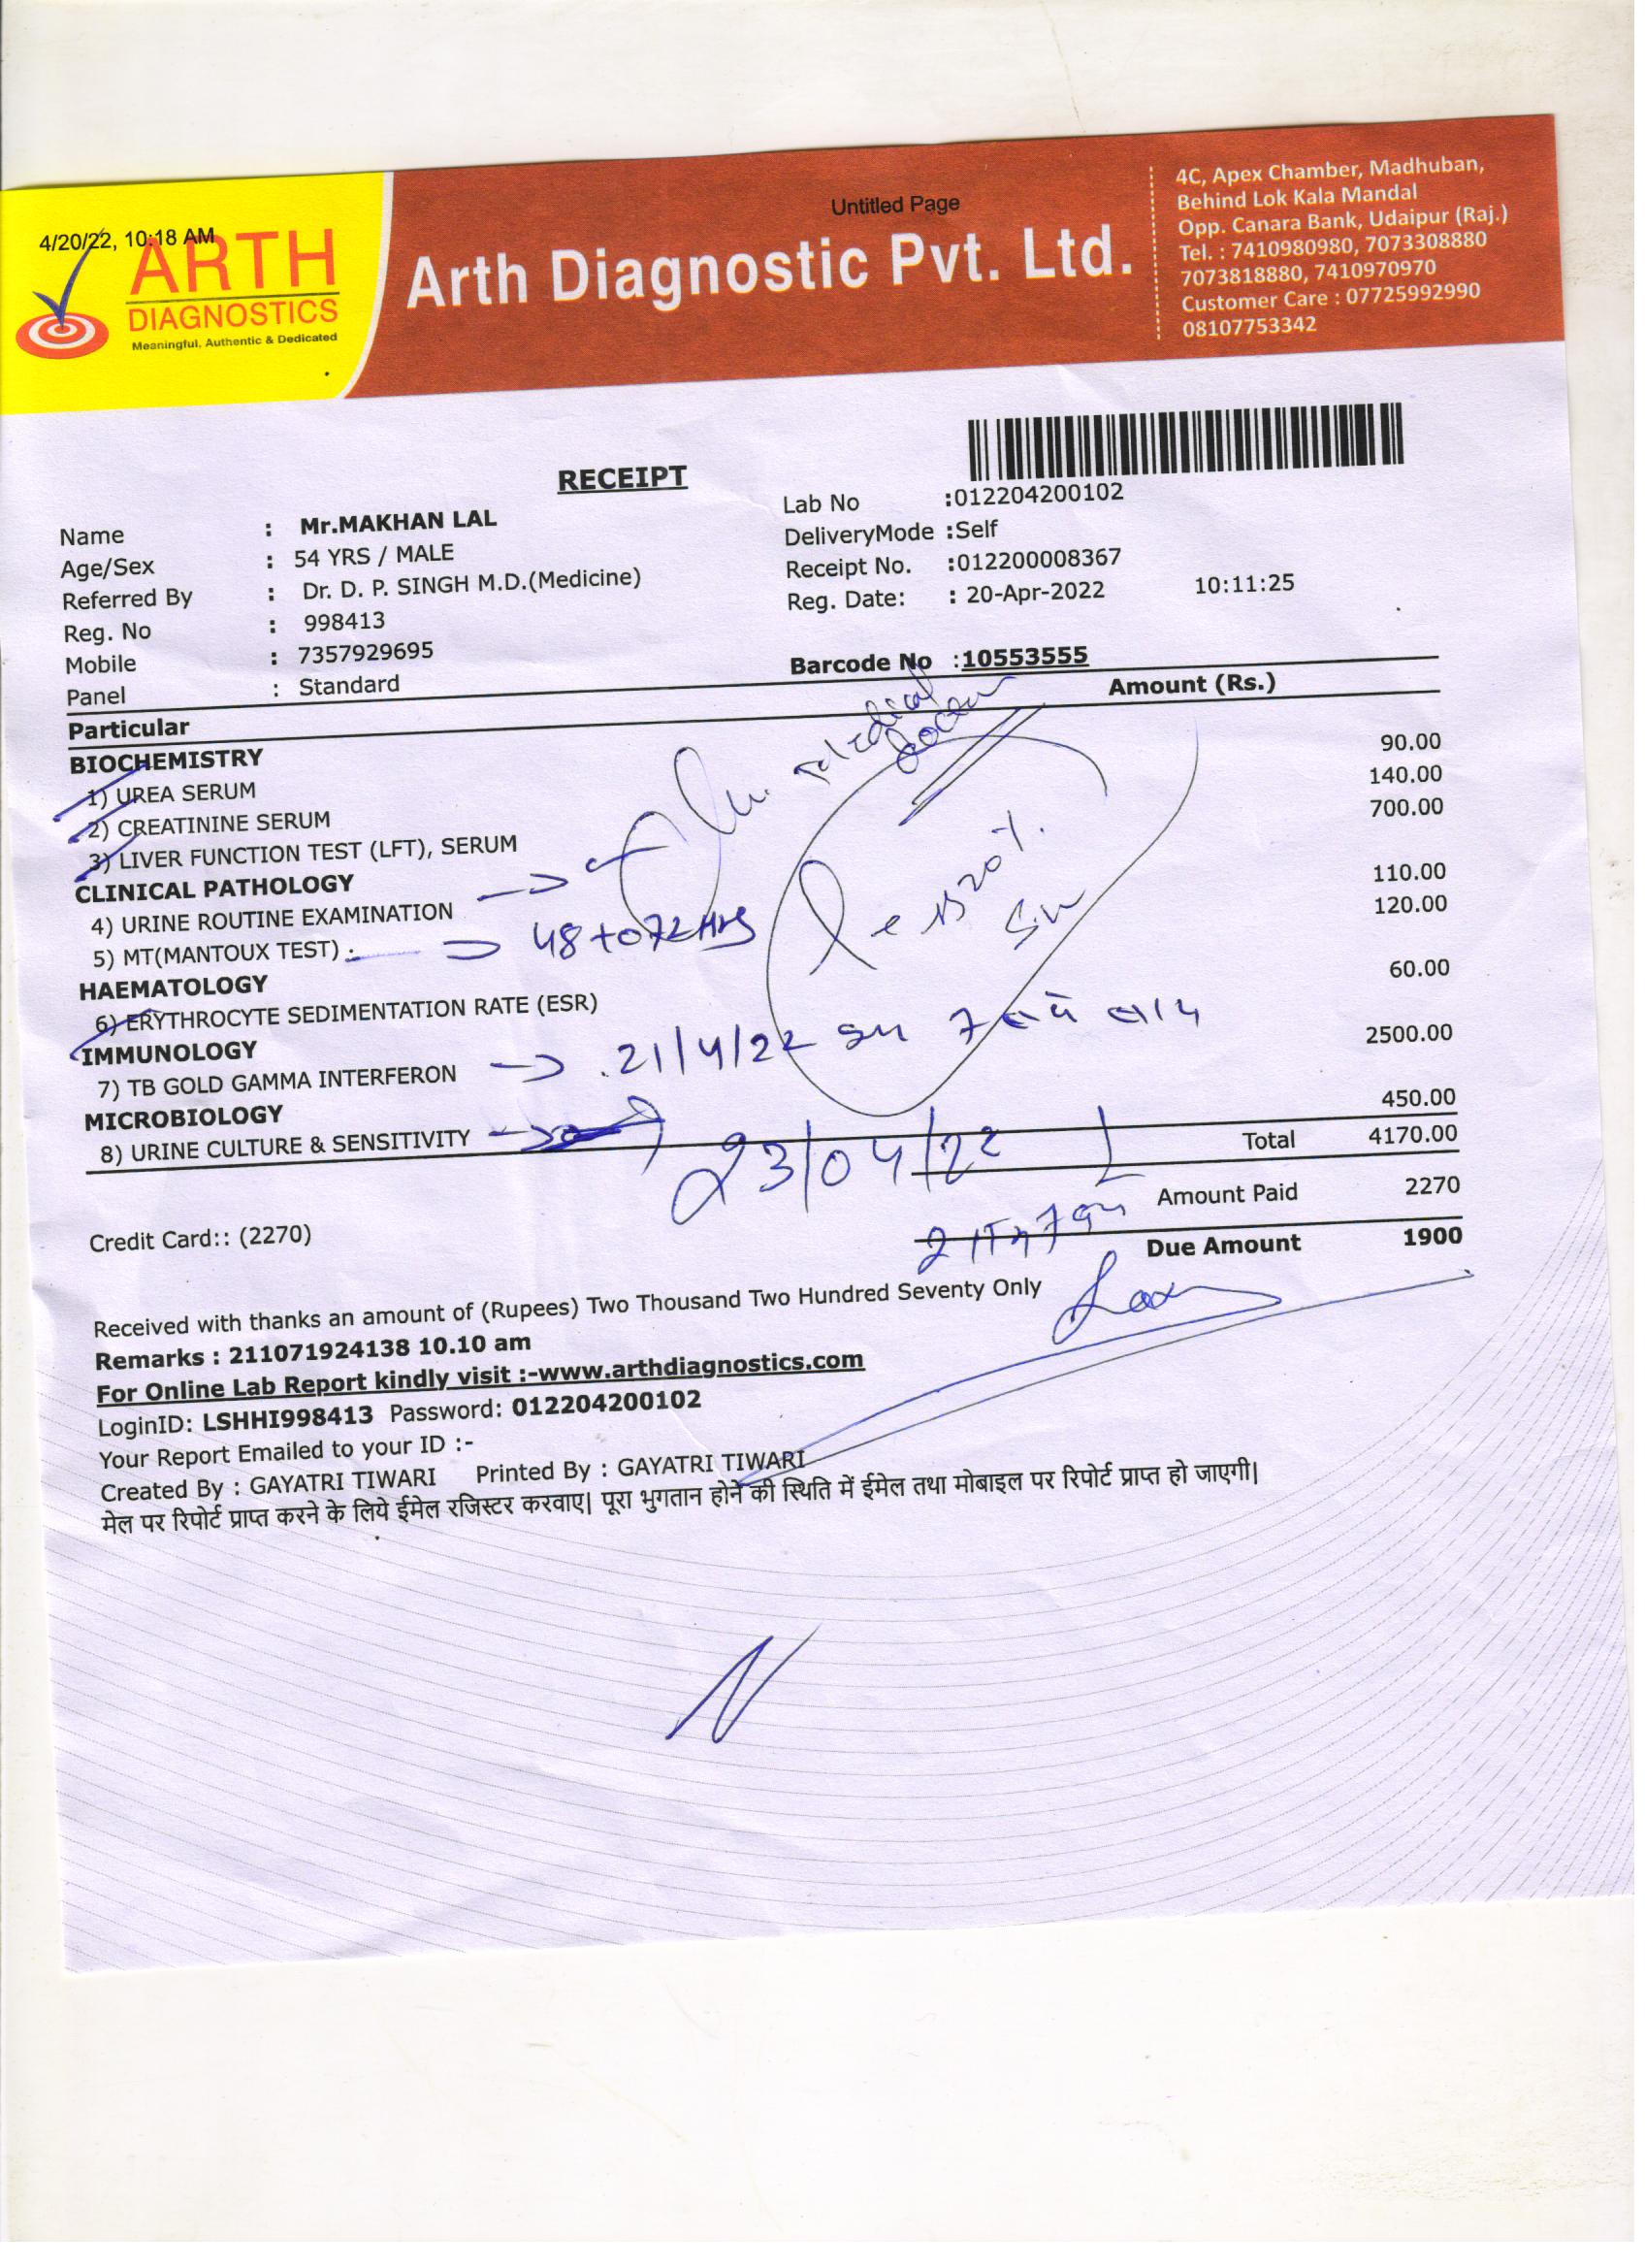 4/20/22, 10:18 AM
Untitled Page
ARTH
DIAGNOSTICS
Meaningful, Authentic & Dedicated
Arth Diagnostic Pvt. Ltd.
4C, Apex Chamber, Madhuban,
Behind Lok Kala Mandal
Opp. Canara Bank, Udaipur (Raj.)
Tel. : 7410980980, 7073308880
7073818880, 7410970970
Customer Care : 07725992990
08107753342
RECEIPT
Name : Mr.MAKHAN LAL
Age/Sex : 54 YRS / MALE
Referred By : Dr. D. P. SINGH M.D.(Medicine)
Reg. No : 998413
Mobile : 7357929695
Panel : Standard
Lab No :012204200102
DeliveryMode :Self
Receipt No. :012200008367
Reg. Date: : 20-Apr-2022 10:11:25
Barcode No :10553555
Particular Amount (Rs.)
BIOCHEMISTRY
1) UREA SERUM 90.00
2) CREATININE SERUM 140.00
3) LIVER FUNCTION TEST (LFT), SERUM 700.00
CLINICAL PATHOLOGY
4) URINE ROUTINE EXAMINATION 110.00
5) MT(MANTOUX TEST) : 48 to 72 Hrs 120.00
HAEMATOLOGY
6) ERYTHROCYTE SEDIMENTATION RATE (ESR) 60.00
IMMUNOLOGY
7) TB GOLD GAMMA INTERFERON 21/4/22 2500.00
MICROBIOLOGY
8) URINE CULTURE & SENSITIVITY 23/04/22 450.00
medical
doctor
Less 20%
Total 4170.00
Amount Paid 2270
Due Amount 1900
Credit Card:: (2270)
Received with thanks an amount of (Rupees) Two Thousand Two Hundred Seventy Only
Remarks : 211071924138 10.10 am
For Online Lab Report kindly visit :-www.arthdiagnostics.com
LoginID: LSHHI998413 Password: 012204200102
Your Report Emailed to your ID :-
Created By : GAYATRI TIWARI Printed By : GAYATRI TIWARI
मेल पर रिपोर्ट प्राप्त करने के लिये ईमेल रजिस्टर करवाए| पूरा भुगतान होने की स्थिति में ईमेल तथा मोबाइल पर रिपोर्ट प्राप्त हो जाएगी|